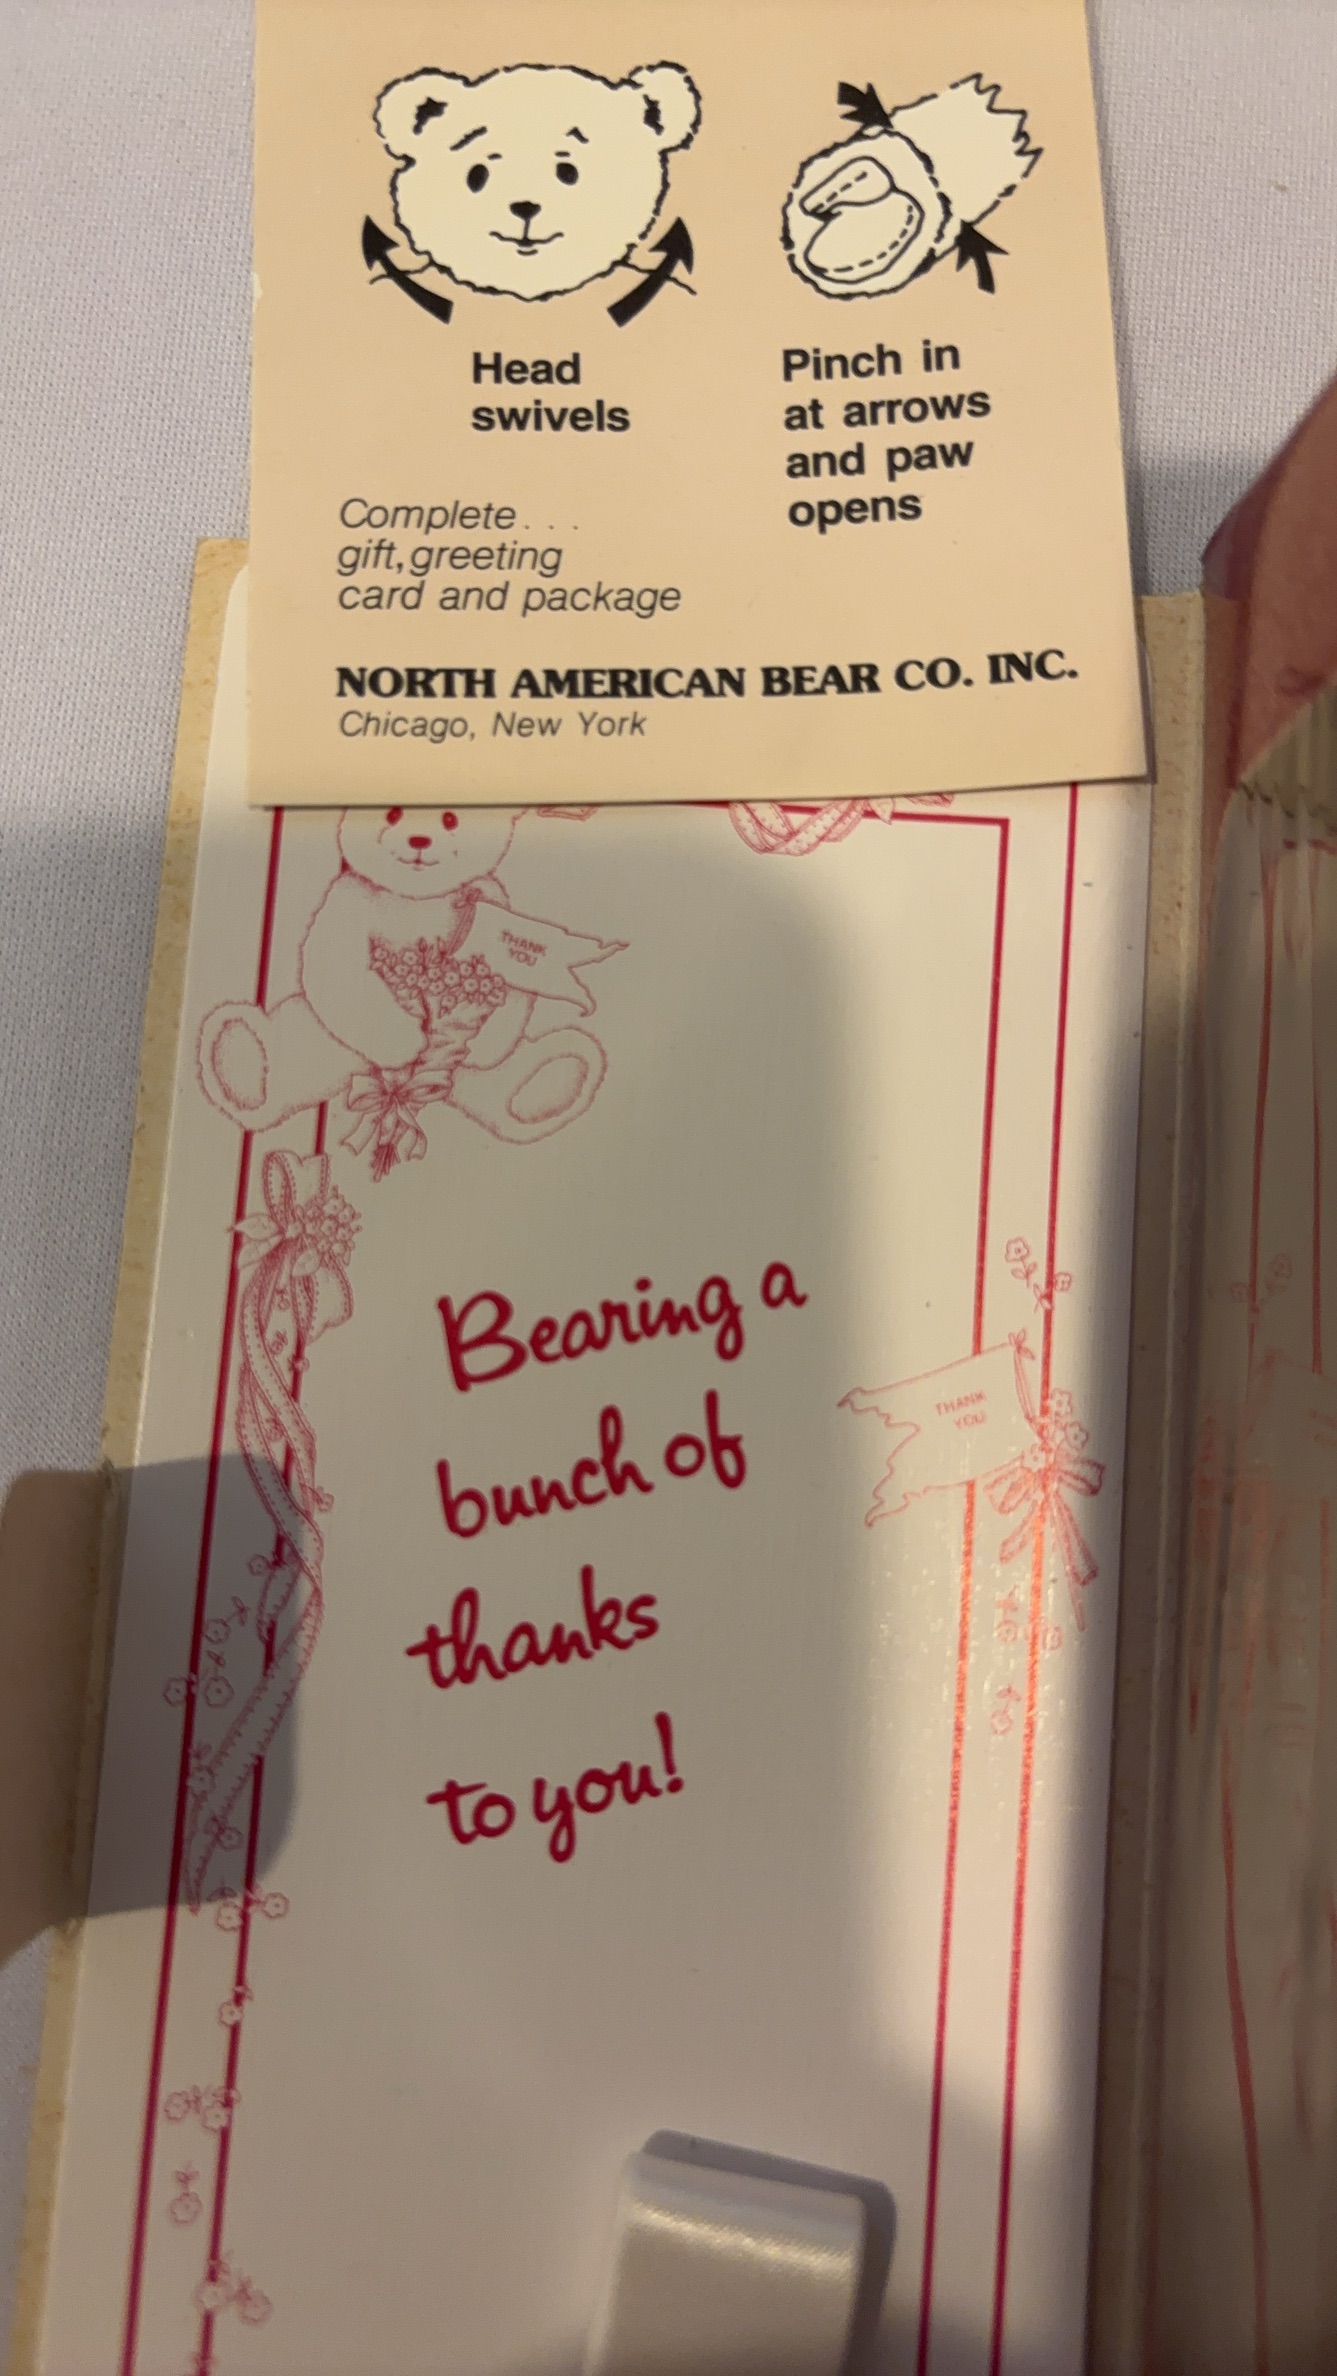 Head
swivels
Pinch in
at arrows
and paw
opens
Complete...
gift, greeting
card and package
NORTH AMERICAN BEAR CO. INC.
Chicago, New York
THANK
YOU
Bearing a
bunch of
thanks
to you!
THANK
YOU